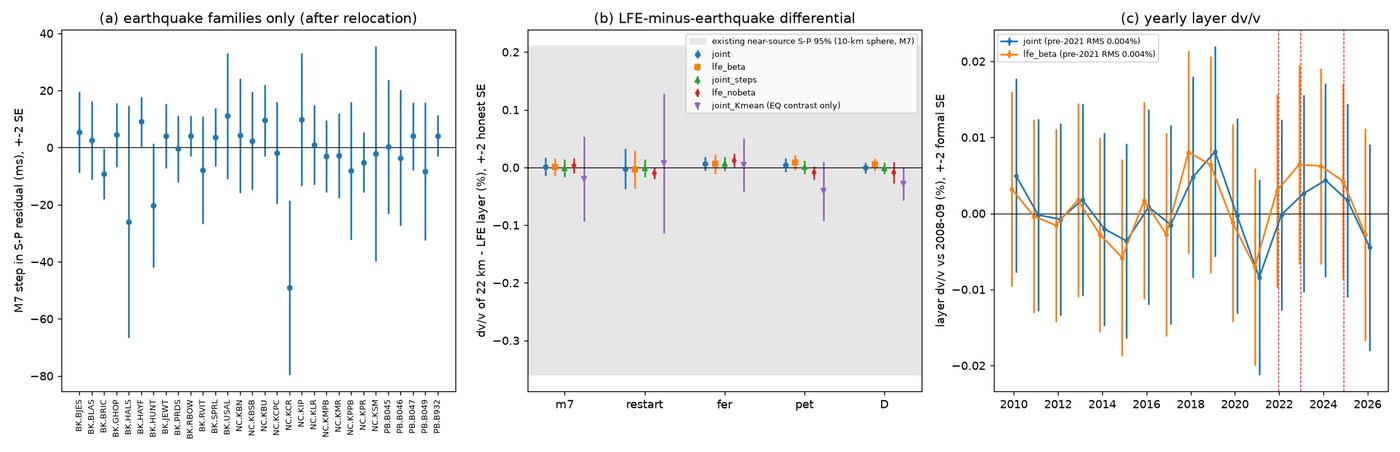 (a) earthquake families only (after relocation)
M7 step in S-P residual (ms), +-2 SE
40
20
0
−20
−40
−60
−80
BK.BJES
BK.BLAS
BK.BRIC
BK.GHOP
BK.HALS
BK.HAYF
BK.HUNT
BK.JEWT
BK.PRDS
BK.RBOW
BK.RVIT
BK.SPRL
BK.USAL
NC.KBN
NC.KBSB
NC.KBU
NC.KCPC
NC.KCR
NC.KIP
NC.KLR
NC.KMPB
NC.KMR
NC.KPPB
NC.KPR
NC.KSM
PB.B045
PB.B046
PB.B047
PB.B049
PB.B932
(b) LFE-minus-earthquake differential
dv/v of 22 km - LFE layer (%), +-2 honest SE
0.2
0.1
0.0
−0.1
−0.2
−0.3
existing near-source S-P 95% (10-km sphere, M7)
joint
lfe_beta
joint_steps
lfe_nobeta
joint_Kmean (EQ contrast only)
m7
restart
fer
pet
D
(c) yearly layer dv/v
layer dv/v vs 2008-09 (%), +-2 formal SE
0.02
0.01
0.00
−0.01
−0.02
joint (pre-2021 RMS 0.004%)
lfe_beta (pre-2021 RMS 0.004%)
2010
2012
2014
2016
2018
2020
2022
2024
2026